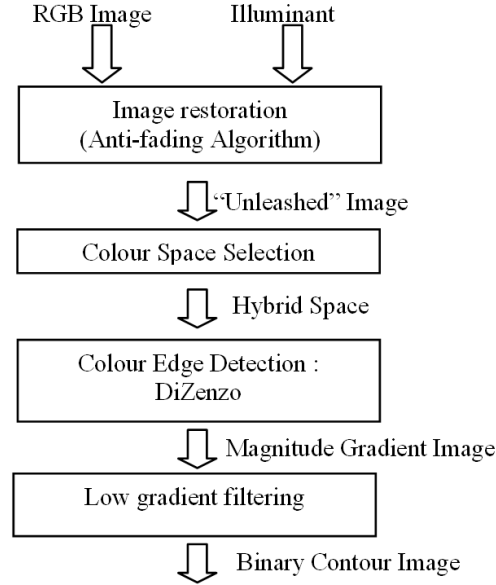 RGB Image
Illuminant
Image restoration
(Anti-fading Algorithm)
“Unleashed” Image
Colour Space Selection
Hybrid Space
Colour Edge Detection :
DiZenzo
Magnitude Gradient Image
Low gradient filtering
Binary Contour Image